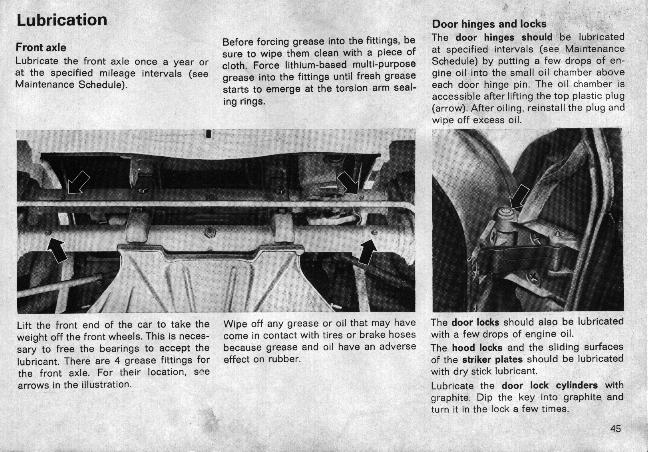 Lubrication
Front axle
Lubricate the front axle once a year or
at the specified mileage intervals (see
Maintenance Schedule).
Before forcing grease into the fittings, be
sure to wipe them clean with a piece of
cloth. Force lithium-based multi-purpose
grease into the fittings until fresh grease
starts to emerge at the torsion arm seal-
ing rings.
Lift the front end of the car to take the
weight off the front wheels. This is neces-
sary to free the bearings to accept the
lubricant. There are 4 grease fittings for
the front axle. For their location, see
arrows in the illustration.
Wipe off any grease or oil that may have
come in contact with tires or brake hoses
because grease and oil have an adverse
effect on rubber.
Door hinges and locks
The door hinges should be lubricated
at specified intervals (see Maintenance
Schedule) by putting a few drops of en-
gine oil into the small oil chamber above
each door hinge pin. The oil chamber is
accessible after lifting the top plastic plug
(arrow). After oiling, reinstall the plug and
wipe off excess oil.
The door locks should also be lubricated
with a few drops of engine oil.
The hood locks and the sliding surfaces
of the striker plates should be lubricated
with dry stick lubricant.
Lubricate the door lock cylinders with
graphite. Dip the key into graphite and
turn it in the lock a few times.
45